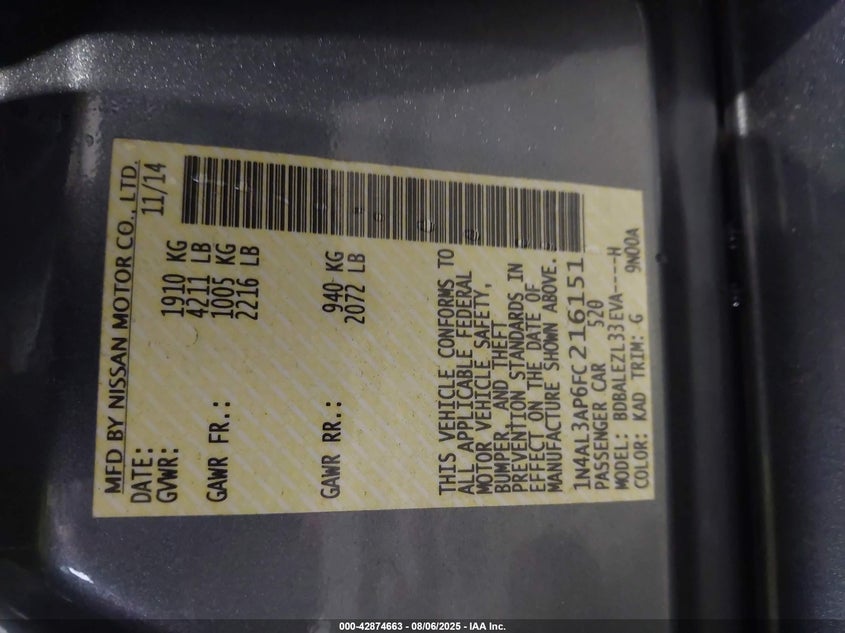 MFD BY NISSAN MOTOR CO., LTD.
DATE: 11/14
GVWR: 1910 KG
4211 LB
GAWR FR.: 1005 KG
2216 LB
GAWR RR.: 940 KG
2072 LB
THIS VEHICLE CONFORMS TO
ALL APPLICABLE FEDERAL
MOTOR VEHICLE SAFETY,
BUMPER, AND THEFT
PREVENTION STANDARDS IN
EFFECT ON THE DATE OF
MANUFACTURE SHOWN ABOVE.
1N4AL3AP6FC216151
PASSENGER CAR 520
MODEL: BDBALEZL33EVA----H
COLOR: KAD TRIM: G 9N00A
000-42874663 - 08/06/2025 - IAA Inc.